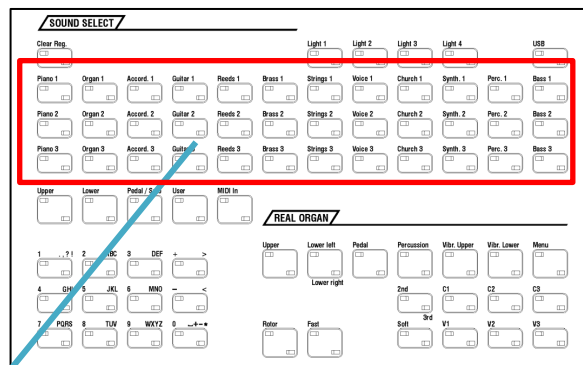 SOUND SELECT
Clear Reg. Light 1 Light 2 Light 3 Light 4 USB
Piano 1 Organ 1 Accord. 1 Guitar 1 Reeds 1 Brass 1 Strings 1 Voice 1 Church 1 Synth. 1 Perc. 1 Bass 1
Piano 2 Organ 2 Accord. 2 Guitar 2 Reeds 2 Brass 2 Strings 2 Voice 2 Church 2 Synth. 2 Perc. 2 Bass 2
Piano 3 Organ 3 Accord. 3 Guitar Reeds 3 Brass 3 Strings 3 Voice 3 Church 3 Synth. 3 Perc. 3 Bass 3
Upper Lower Pedal / User MIDI In
REAL ORGAN
Upper Lower left Pedal Percussion Vibr. Upper Vibr. Lower Menu
Lower right
1 .,?! 2 ABC 3 DEF + >
4 GHI 5 JKL 6 MNO – <
2nd C1 C2 C3
3rd
7 PQRS 8 TUV 9 WXYZ 0 ⎵+-*
Rotor Fast Soft V1 V2 V3